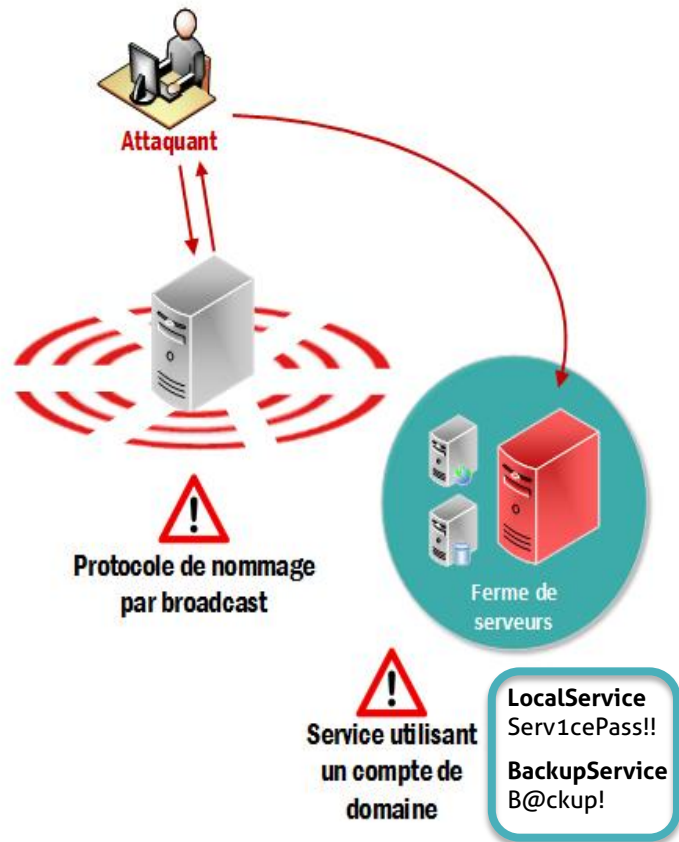 Attaquant
Protocole de nommage
par broadcast
Ferme de
serveurs
Service utilisant
un compte de
domaine
LocalService
Serv1cePass!!
BackupService
B@ckup!